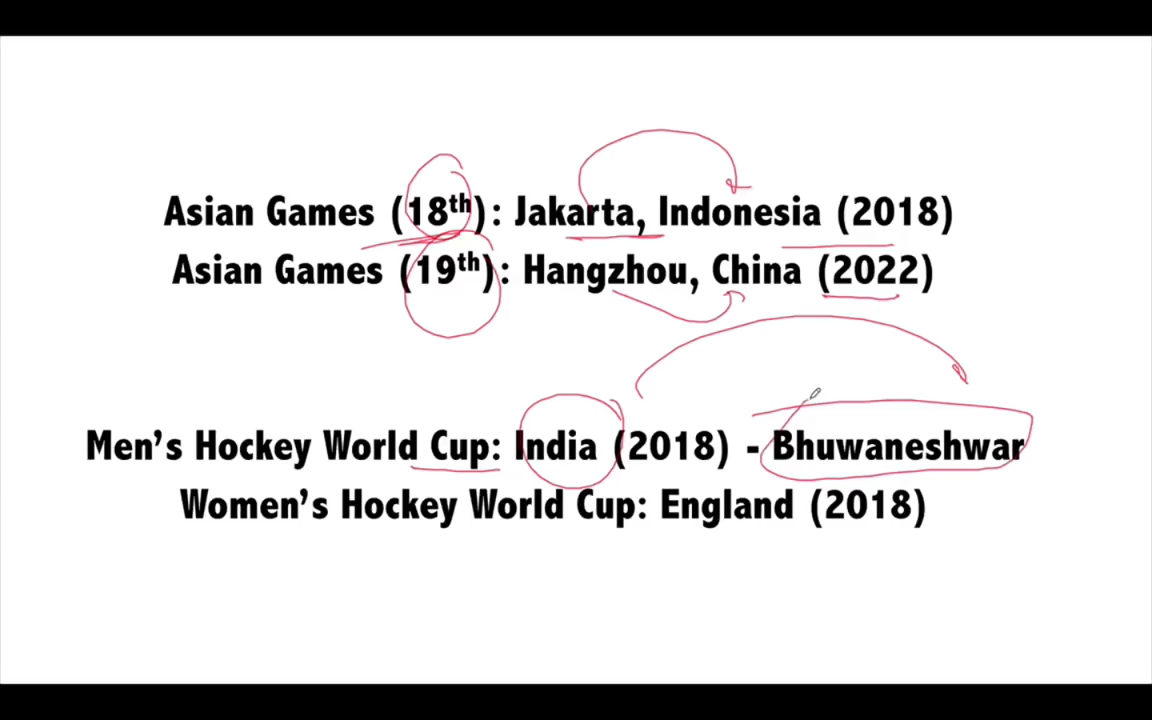 Asian Games (18th): Jakarta, Indonesia (2018)
Asian Games (19th): Hangzhou, China (2022)
Men's Hockey World Cup: India (2018) - Bhuwaneshwar
Women's Hockey World Cup: England (2018)